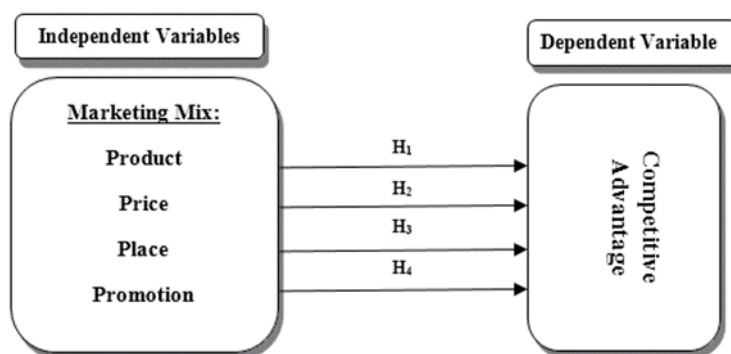 Independent Variables
Dependent Variable
Marketing Mix:
Product
Price
Place
Promotion
H₁
H₂
H₃
H₄
Competitive
Advantage